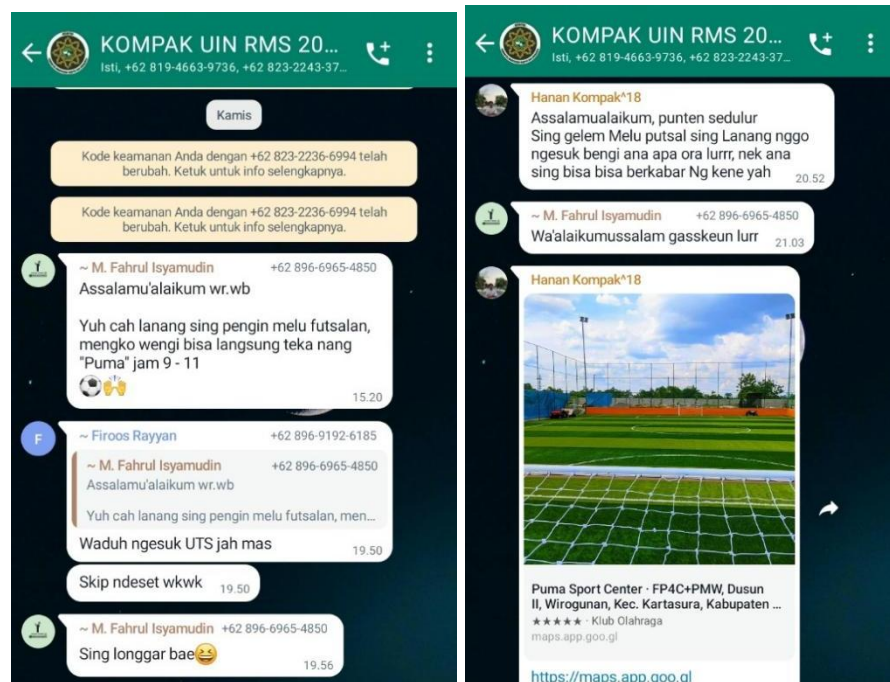 KOMPAK UIN RMS 20...
Isti, +62 819-4663-9736, +62 823-2243-37...
Kamis
Kode keamanan Anda dengan +62 823-2236-6994 telah
berubah. Ketuk untuk info selengkapnya.
Kode keamanan Anda dengan +62 823-2236-6994 telah
berubah. Ketuk untuk info selengkapnya.
~ M. Fahrul Isyamudin +62 896-6965-4850
Assalamu'alaikum wr.wb
Yuh cah lanang sing pengin melu futsalan,
mengko wengi bisa langsung teka nang
"Puma" jam 9 - 11
⚽🙌
15.20
F
~ Firoos Rayyan +62 896-9192-6185
~ M. Fahrul Isyamudin +62 896-6965-4850
Assalamu'alaikum wr.wb
Yuh cah lanang sing pengin melu futsalan, men...
Waduh ngesuk UTS jah mas
19.50
Skip ndeset wkwk 19.50
~ M. Fahrul Isyamudin +62 896-6965-4850
Sing longgar bae😆
19.56
KOMPAK UIN RMS 20...
Isti, +62 819-4663-9736, +62 823-2243-37...
Hanan Kompak^18
Assalamualaikum, punten sedulur
Sing gelem Melu putsal sing Lanang nggo
ngesuk bengi ana apa ora lurrr, nek ana
sing bisa bisa berkabar Ng kene yah
20.52
~ M. Fahrul Isyamudin +62 896-6965-4850
Wa'alaikumussalam gasskeun lurr 21.03
Hanan Kompak^18
Puma Sport Center · FP4C+PMW, Dusun
II, Wirogunan, Kec. Kartasura, Kabupaten ...
★★★★★ · Klub Olahraga
maps.app.goo.gl
https://maps.app.goo.gl